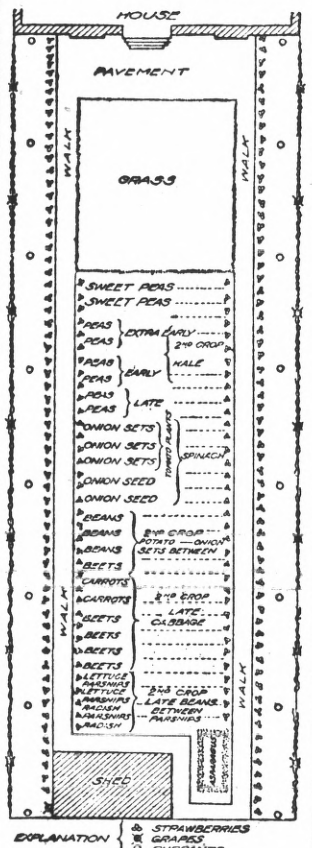 HOUSE
PAVEMENT
WALK
WALK
GRASS
SWEET PEAS
SWEET PEAS
PEAS
EXTRA EARLY
PEAS
2ND CROP
PEAS
EARLY
KALE
PEAS
PEAS
LATE
PEAS
ONION SETS
ONION SETS
ONION SETS
TOMATO PLANTS
SPINACH
ONION SEED
ONION SEED
BEANS
BEANS
2ND CROP
POTATO - ONION
BEANS
SETS BETWEEN
BEETS
CARROTS
CARROTS
2ND CROP
BEETS
LATE
CABBAGE
BEETS
BEETS
BEETS
LETTUCE
PARSNIPS
LETTUCE
2ND CROP
PARSNIPS
LATE BEANS
RADISH
BETWEEN
PARSNIPS
PARSNIPS
RADISH
WALK
WALK
ASPARAGUS
SHED
EXPLANATION
STRAWBERRIES
GRAPES
CURRANTS